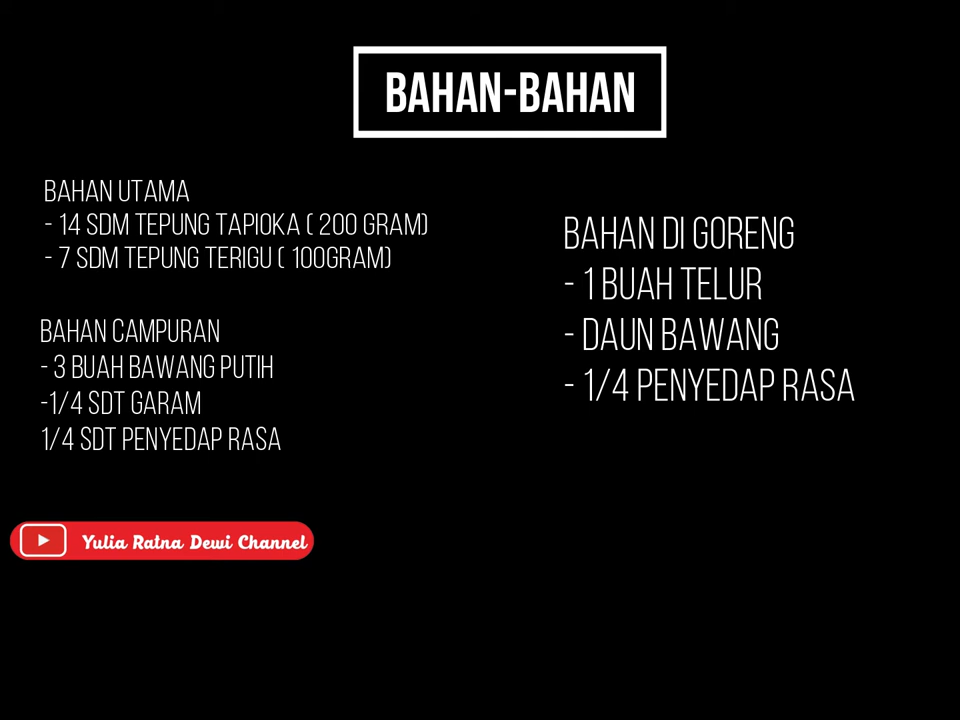 BAHAN-BAHAN
BAHAN UTAMA
- 14 SDM TEPUNG TAPIOKA ( 200 GRAM)
- 7 SDM TEPUNG TERIGU ( 100GRAM)
BAHAN CAMPURAN
- 3 BUAH BAWANG PUTIH
-1/4 SDT GARAM
1/4 SDT PENYEDAP RASA
BAHAN DI GORENG
- 1 BUAH TELUR
- DAUN BAWANG
- 1/4 PENYEDAP RASA
Yulia Ratna Dewi Channel